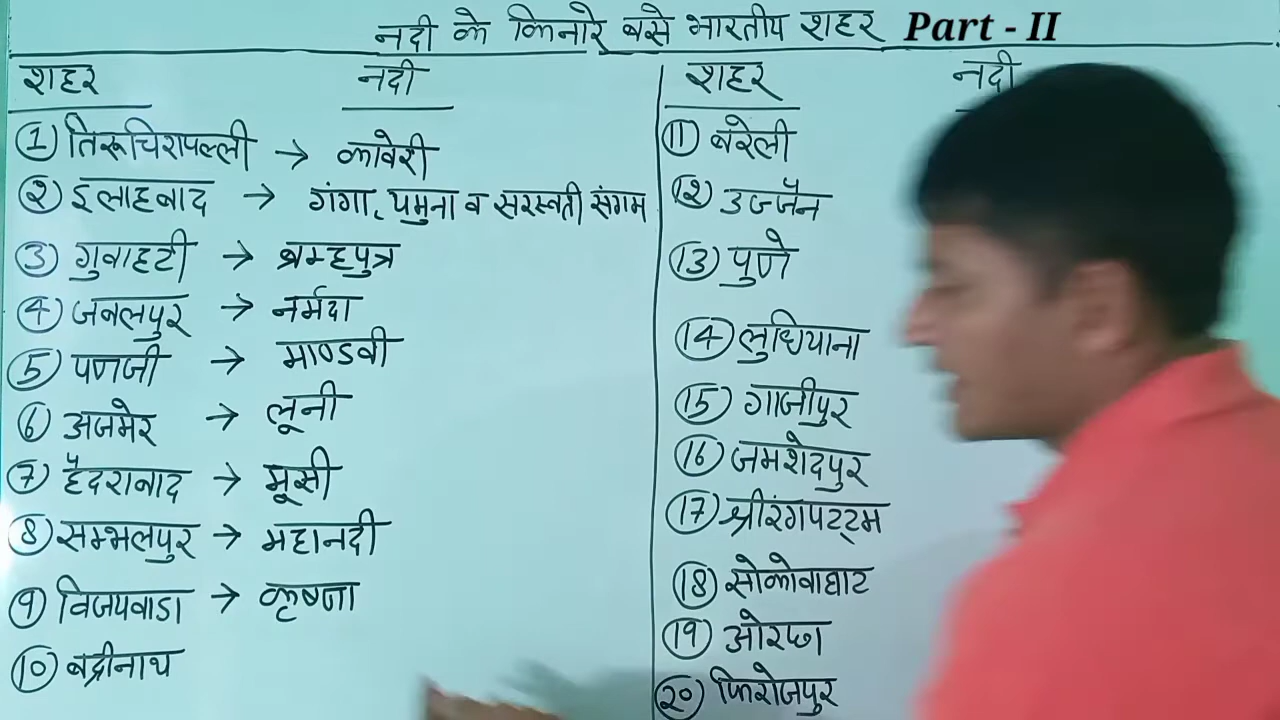 नदी के किनारे बसे भारतीय शहर Part - II
शहर नदी
① तिरूचिरापल्ली → कावेरी
② इलाहबाद → गंगा, यमुना व सरस्वती संगम
③ गुवाहटी → ब्रम्हपुत्र
④ जबलपुर → नर्मदा
⑤ पणजी → माण्डवी
⑥ अजमेर → लूनी
⑦ हैदराबाद → मूसी
⑧ सम्भलपुर → महानदी
⑨ विजयवाडा → कृष्णा
⑩ बद्रीनाथ
शहर नदी
⑪ बरेली
⑫ उज्जैन
⑬ पुणे
⑭ लुधियाना
⑮ गाजीपुर
⑯ जमशेदपुर
⑰ श्रीरंगपट्टम
⑱ सोकोवाघाट
⑲ ओरछा
⑳ फिरोजपुर